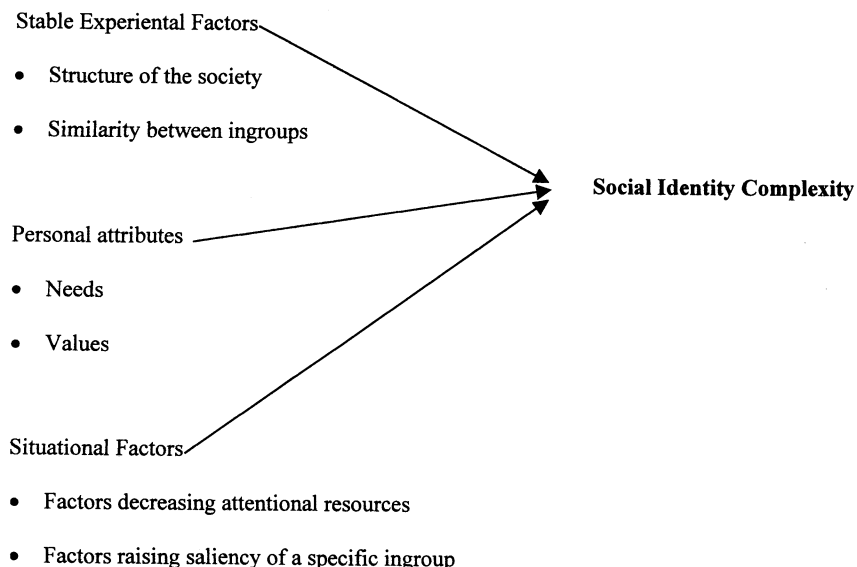 Stable Experiental Factors
• Structure of the society
• Similarity between ingroups
Social Identity Complexity
Personal attributes
• Needs
• Values
Situational Factors
• Factors decreasing attentional resources
• Factors raising saliency of a specific ingroup